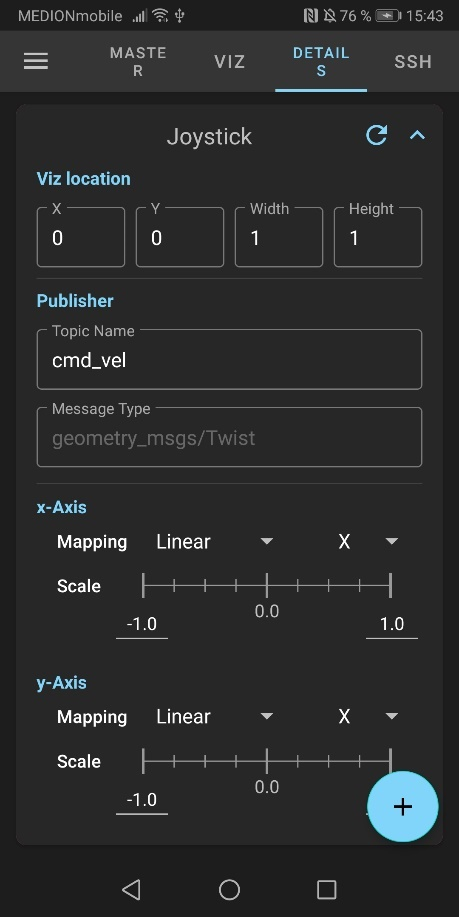 MEDIONmobile 76 % 15:43
MASTE
R
VIZ
DETAIL
S
SSH
Joystick
Viz location
X Y Width Height
0 0 1 1
Publisher
Topic Name
cmd_vel
Message Type
geometry_msgs/Twist
x-Axis
Mapping Linear X
Scale
0.0
-1.0 1.0
y-Axis
Mapping Linear X
Scale
0.0
-1.0
+